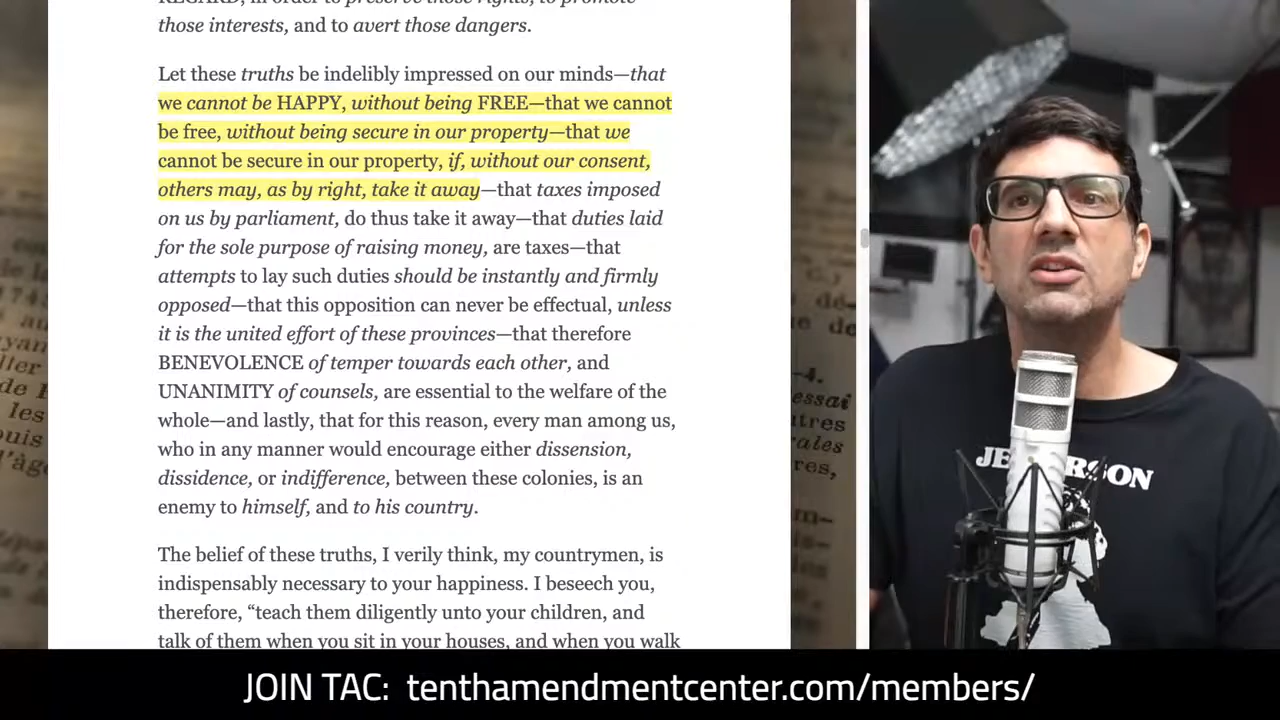 REGARD, in order to preserve those rights, to promote
those interests, and to avert those dangers.
Let these truths be indelibly impressed on our minds—that
we cannot be HAPPY, without being FREE—that we cannot
be free, without being secure in our property—that we
cannot be secure in our property, if, without our consent,
others may, as by right, take it away—that taxes imposed
on us by parliament, do thus take it away—that duties laid
for the sole purpose of raising money, are taxes—that
attempts to lay such duties should be instantly and firmly
opposed—that this opposition can never be effectual, unless
it is the united effort of these provinces—that therefore
BENEVOLENCE of temper towards each other, and
UNANIMITY of counsels, are essential to the welfare of the
whole—and lastly, that for this reason, every man among us,
who in any manner would encourage either dissension,
dissidence, or indifference, between these colonies, is an
enemy to himself, and to his country.
The belief of these truths, I verily think, my countrymen, is
indispensably necessary to your happiness. I beseech you,
therefore, “teach them diligently unto your children, and
talk of them when you sit in your houses, and when you walk
JOIN TAC: tenthamendmentcenter.com/members/